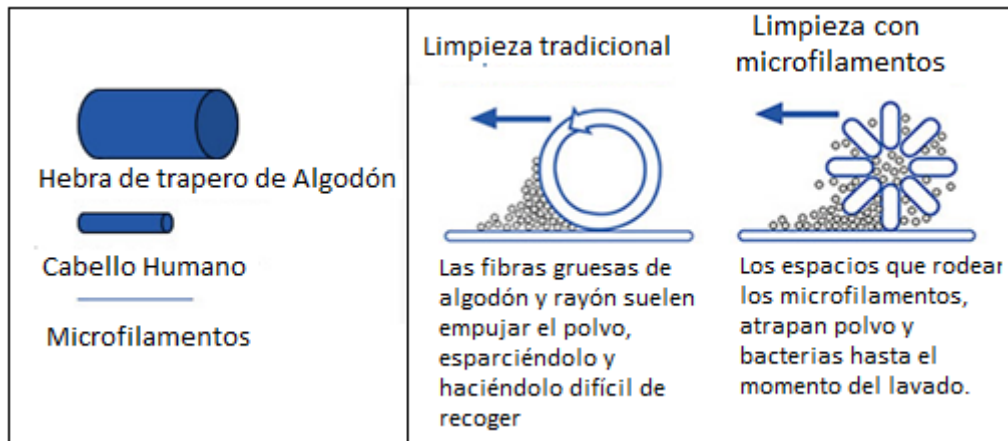 Hebra de trapero de Algodón
Cabello Humano
Microfilamentos
Limpieza tradicional
Las fibras gruesas de
algodón y rayón suelen
empujar el polvo,
esparciéndolo y
haciéndolo difícil de
recoger
Limpieza con
microfilamentos
Los espacios que rodear
los microfilamentos,
atrapan polvo y
bacterias hasta el
momento del lavado.